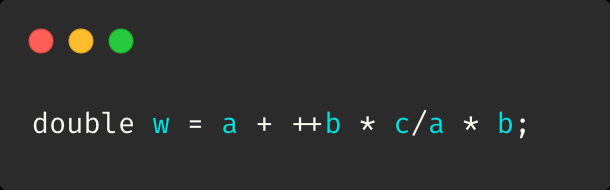 double w = a + ++b * c/a * b;